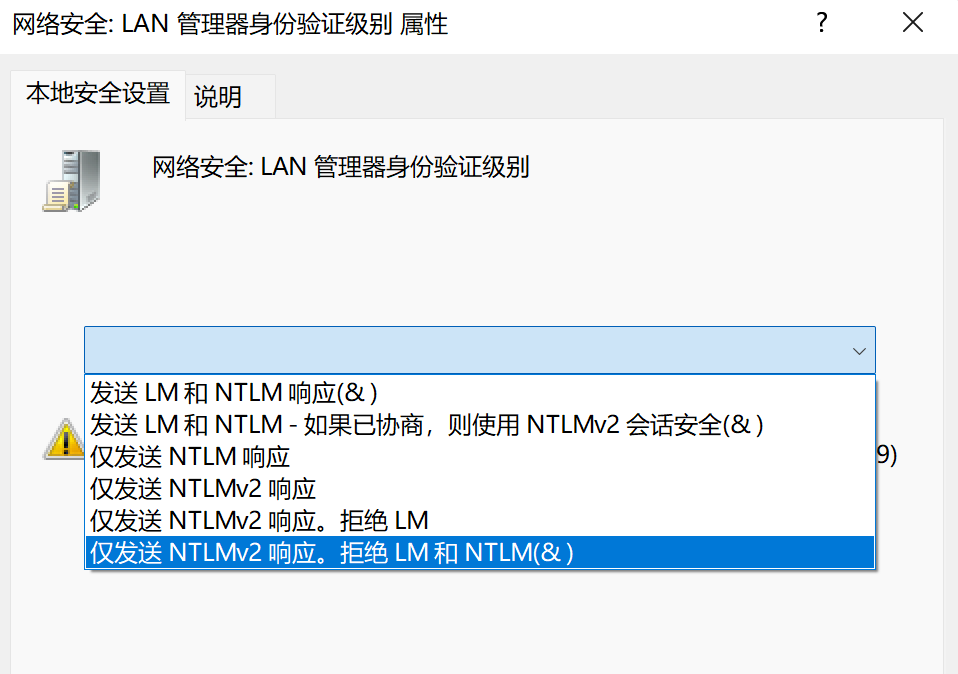 网络安全: LAN 管理器身份验证级别 属性
?
本地安全设置
说明
网络安全: LAN 管理器身份验证级别
发送 LM 和 NTLM 响应(&)
发送 LM 和 NTLM - 如果已协商，则使用 NTLMv2 会话安全(&)
仅发送 NTLM 响应
9)
仅发送 NTLMv2 响应
仅发送 NTLMv2 响应。拒绝 LM
仅发送 NTLMv2 响应。拒绝 LM 和 NTLM(&)